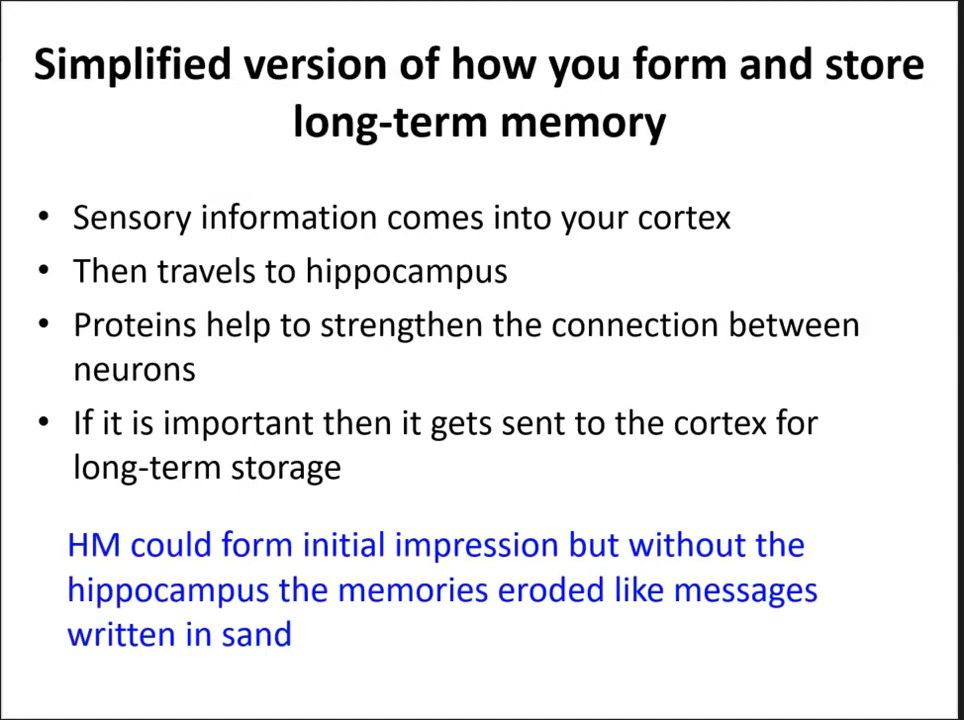 Simplified version of how you form and store
long-term memory
• Sensory information comes into your cortex
• Then travels to hippocampus
• Proteins help to strengthen the connection between
neurons
• If it is important then it gets sent to the cortex for
long-term storage
HM could form initial impression but without the
hippocampus the memories eroded like messages
written in sand